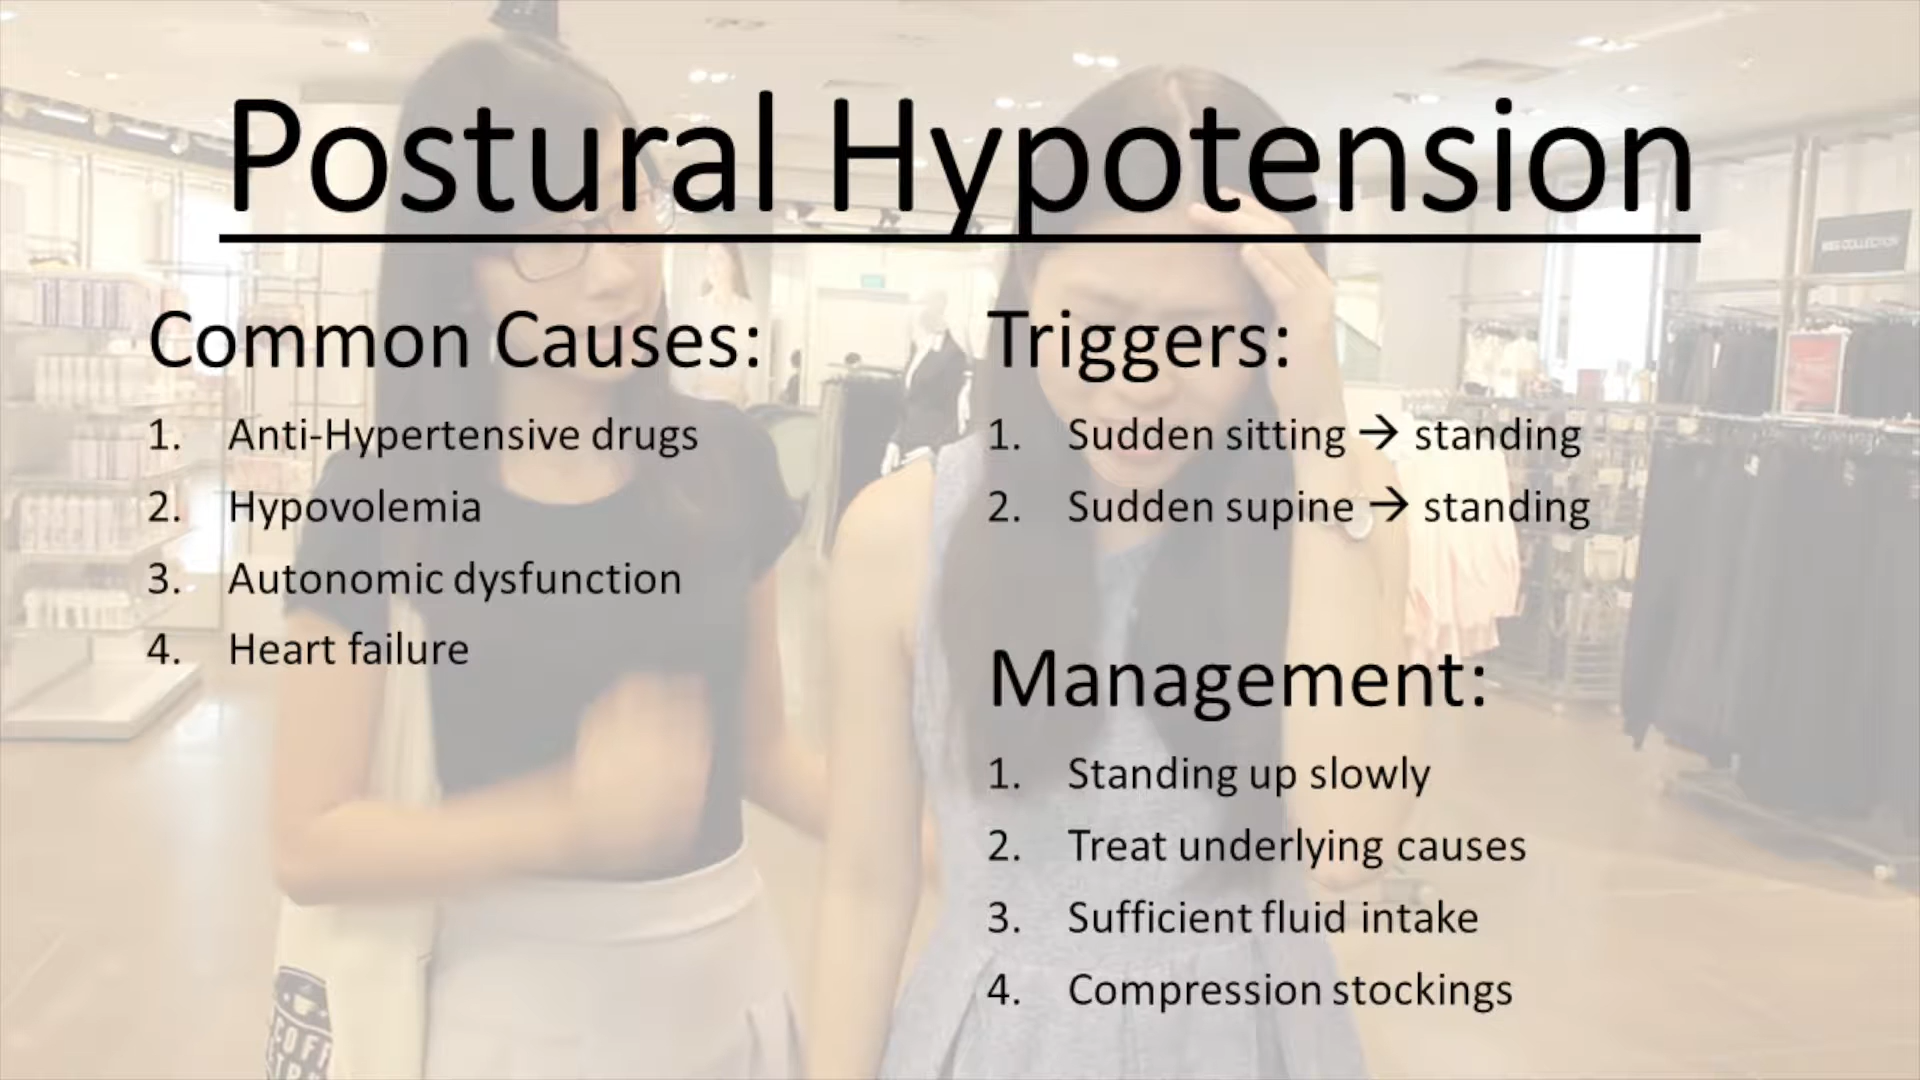 Postural Hypotension
Common Causes:
1. Anti-Hypertensive drugs
2. Hypovolemia
3. Autonomic dysfunction
4. Heart failure
Triggers:
1. Sudden sitting → standing
2. Sudden supine → standing
Management:
1. Standing up slowly
2. Treat underlying causes
3. Sufficient fluid intake
4. Compression stockings
COLLECTION